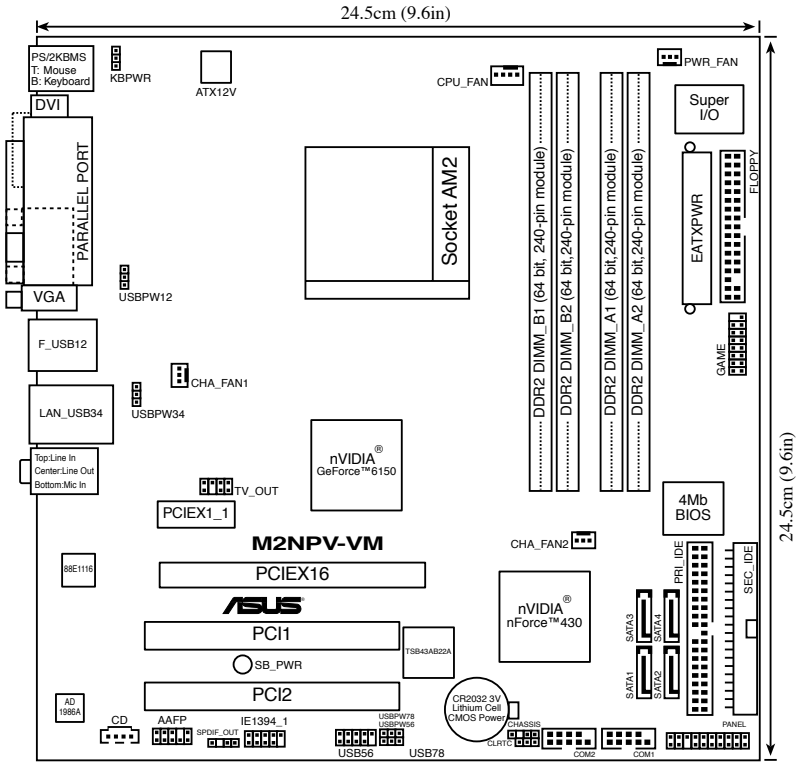 24.5cm (9.6in)
PS/2KBMS
T: Mouse
B: Keyboard
KBPWR
ATX12V
CPU_FAN
PWR_FAN
DVI
Super
I/O
PARALLEL PORT
Socket AM2
DDR2 DIMM_B1 (64 bit, 240-pin module)
DDR2 DIMM_B2 (64 bit,240-pin module)
DDR2 DIMM_A1 (64 bit, 240-pin module)
DDR2 DIMM_A2 (64 bit,240-pin module)
EATXPWR
FLOPPY
VGA
USBPW12
F_USB12
GAME
CHA_FAN1
LAN_USB34
USBPW34
24.5cm (9.6in)
Top:Line In
Center:Line Out
Bottom:Mic In
nVIDIA®
GeForce™6150
TV_OUT
PCIEX1_1
4Mb
BIOS
M2NPV-VM
CHA_FAN2
88E1116
PCIEX16
PRI_IDE
SEC_IDE
ASUS®
nVIDIA®
nForce™430
PCI1
SATA3
SATA4
TSB43AB22A
SB_PWR
SATA1
SATA2
PCI2
AD
1986A
CR2032 3V
Lithium Cell
CMOS Power
CD
AAFP
SPDIF_OUT
IE1394_1
USBPW78
USBPW56
CHASSIS
CLRTC
PANEL
USB56
USB78
COM2
COM1